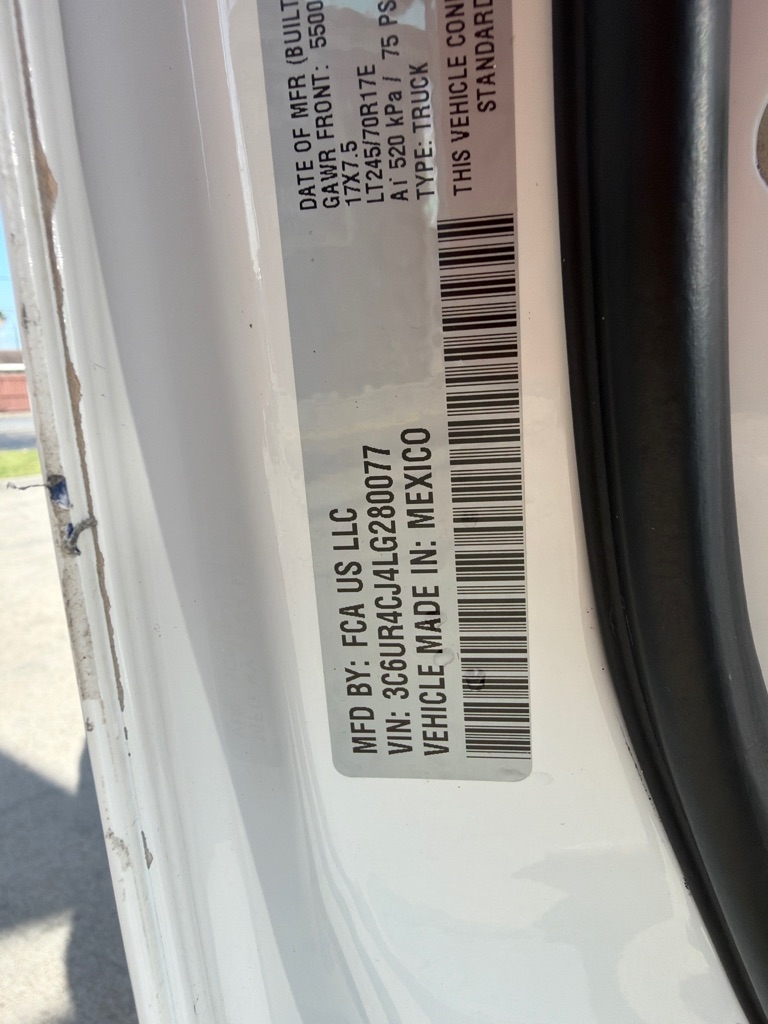 MFD BY: FCA US LLC
VIN: 3C6UR4CJ4LG280077
VEHICLE MADE IN: MEXICO
DATE OF MFR (BUILT
GAWR FRONT: 5500
17X7.5
LT245/70R17E
AT 520 kPa / 75 PS
TYPE: TRUCK
THIS VEHICLE CON
STANDARD